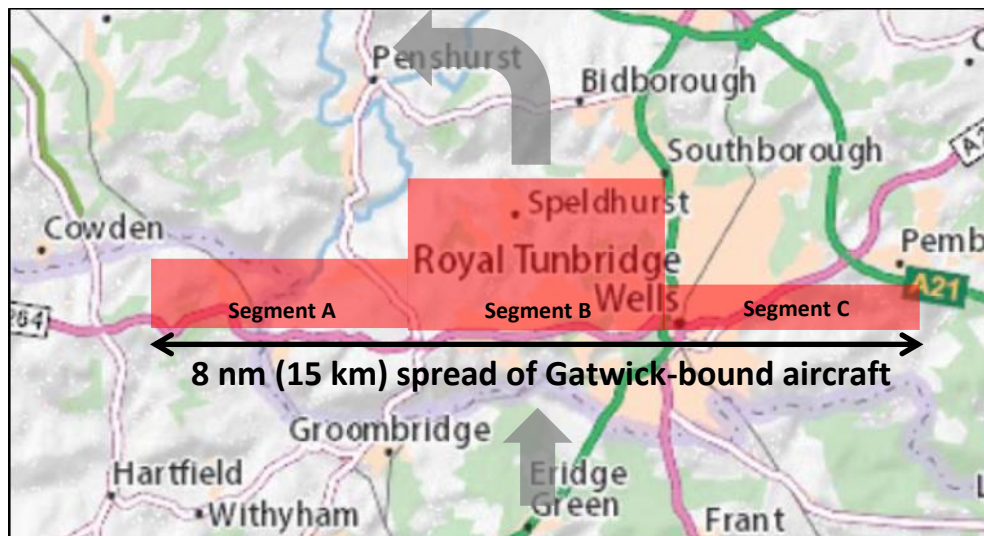 Penshurst
Bidborough
Southborough
Cowden
Speldhurst
Pemb
Royal Tunbridge
Wells
A21
Segment A
Segment B
Segment C
8 nm (15 km) spread of Gatwick-bound aircraft
Groombridge
Hartfield
Withyham
Eridge
Green
Frant